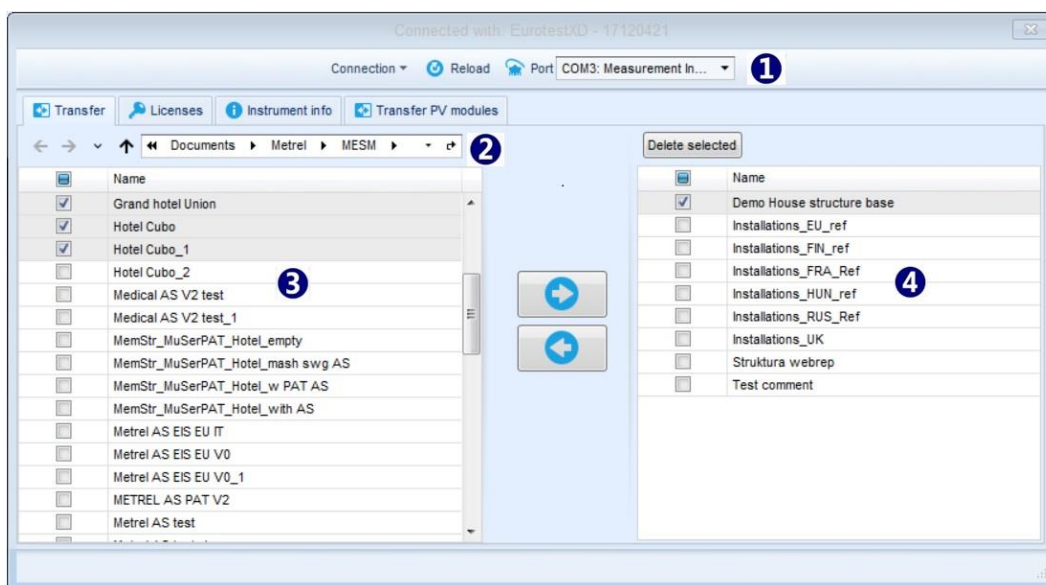 Connected with: EurotestXD - 17120421
Connection Reload Port COM3: Measurement In... 1
Transfer Licenses Instrument info Transfer PV modules
Documents Metrel MESM 2 Delete selected
Name
Grand hotel Union
Hotel Cubo
Hotel Cubo_1
Hotel Cubo_2
Medical AS V2 test
Medical AS V2 test_1
MemStr_MuSerPAT_Hotel_empty
MemStr_MuSerPAT_Hotel_mash swg AS
MemStr_MuSerPAT_Hotel_w PAT AS
MemStr_MuSerPAT_Hotel_with AS
Metrel AS EIS EU IT
Metrel AS EIS EU V0
Metrel AS EIS EU V0_1
METREL AS PAT V2
Metrel AS test
3
Name
Demo House structure base
Installations_EU_ref
Installations_FIN_ref
Installations_FRA_Ref
Installations_HUN_ref
Installations_RUS_Ref
Installations_UK
Struktura webrep
Test comment
4